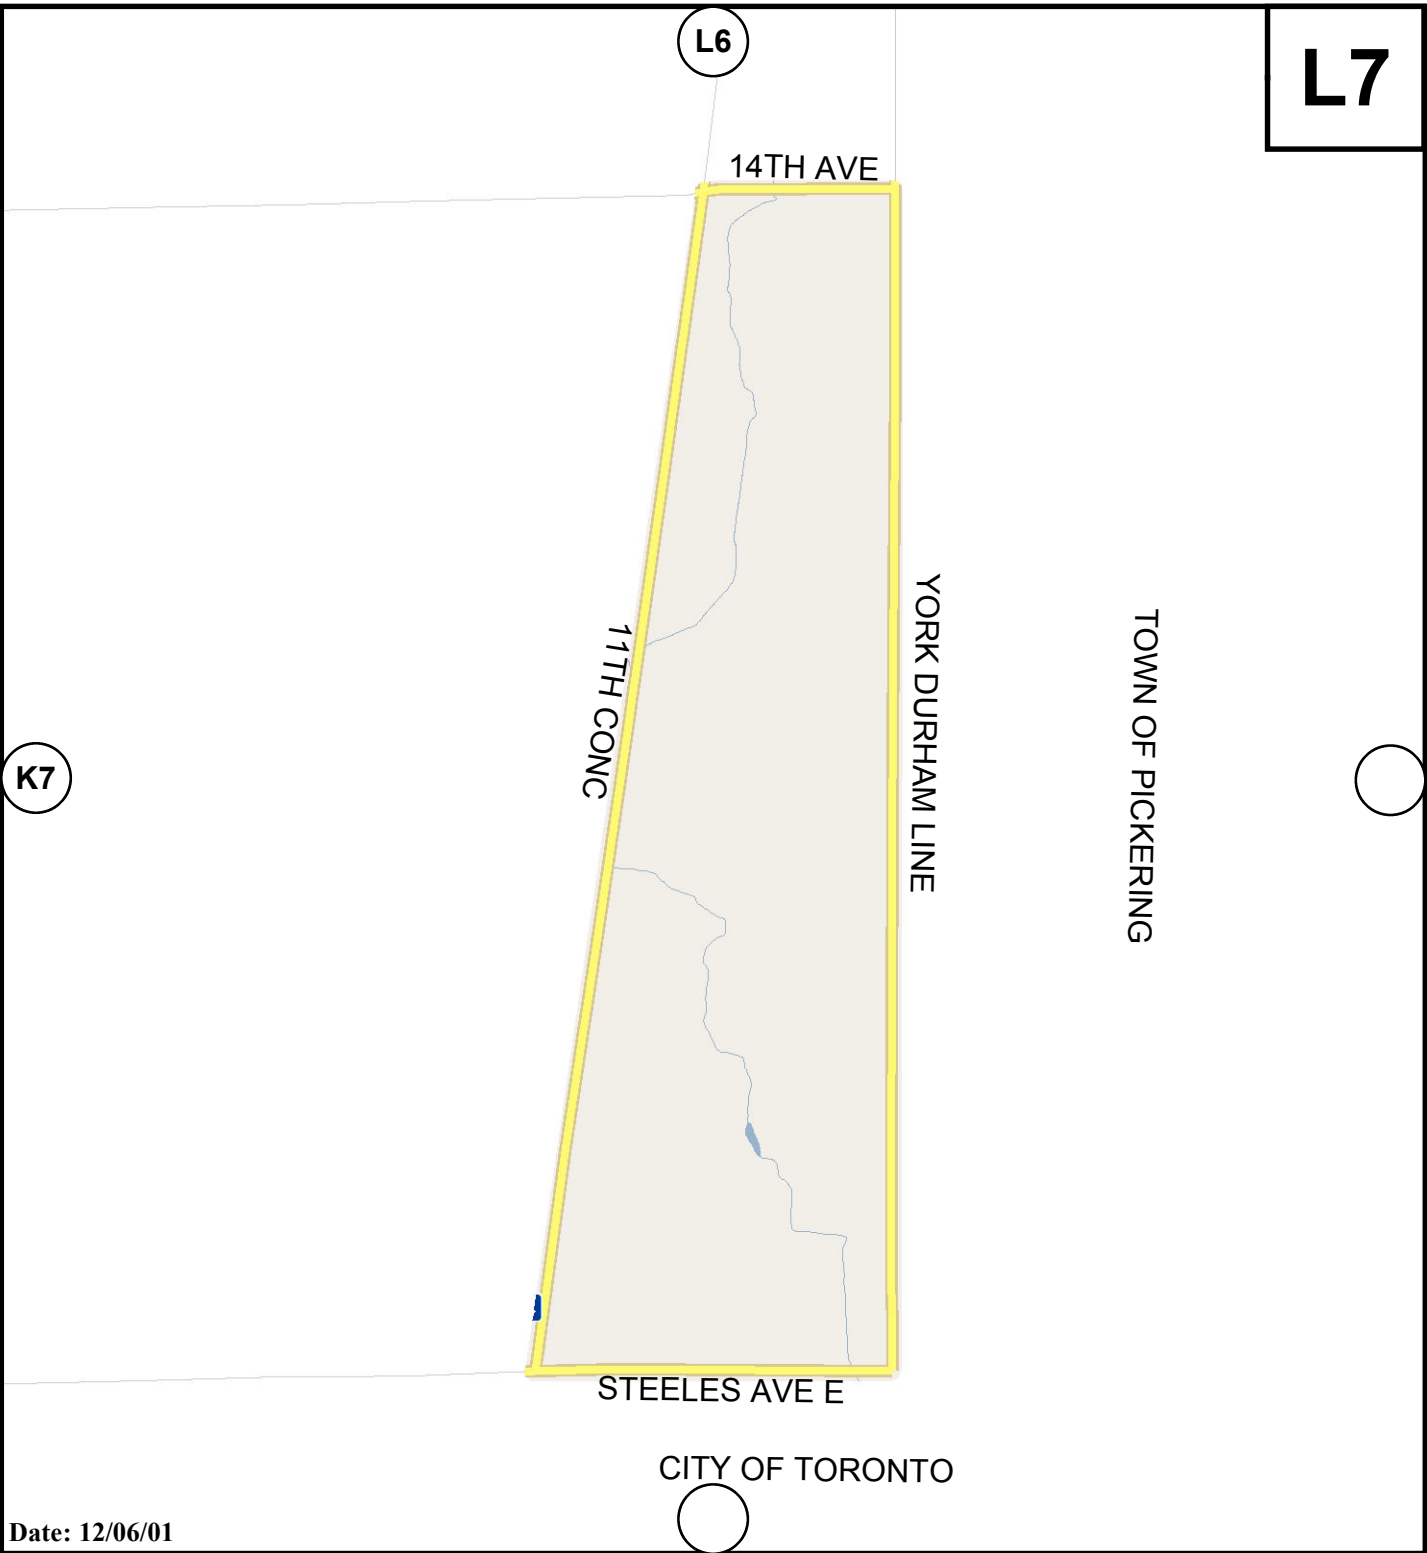 L6
L7
14TH AVE
11TH CONC
YORK DURHAM LINE
TOWN OF PICKERING
K7
STEELES AVE E
CITY OF TORONTO
Date: 12/06/01